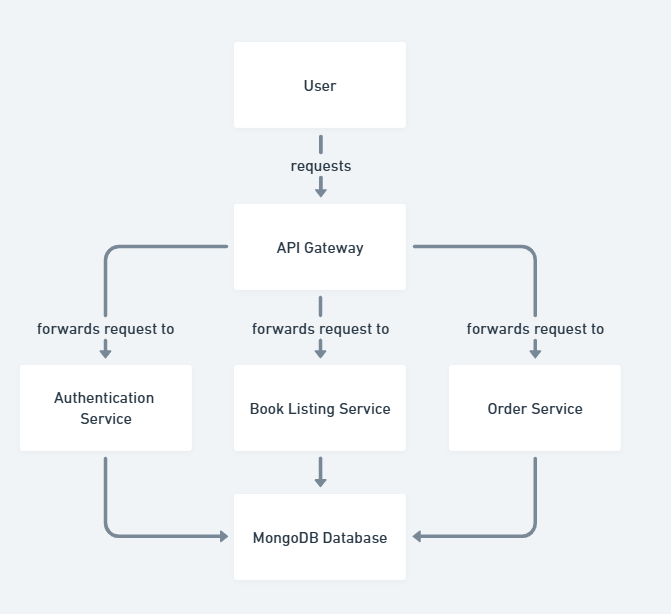 User
requests
API Gateway
forwards request to
forwards request to
forwards request to
Authentication
Service
Book Listing Service
Order Service
MongoDB Database